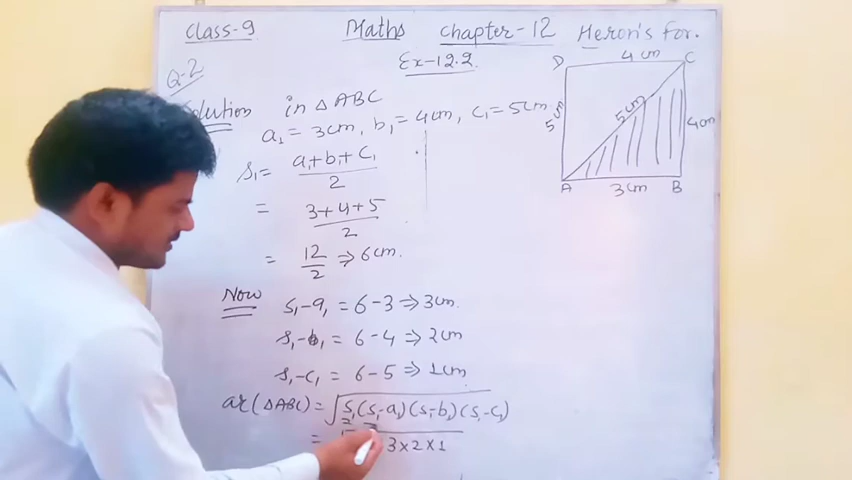 Class-9 Maths chapter-12 Heron's For.
Ex-12.2
Q-2
Solution in △ABC
a₁ = 3cm, b₁ = 4cm, c₁ = 5cm
s₁ = a₁+b₁+c₁ / 2
= 3+4+5 / 2
= 12/2 ⇒ 6cm.
Now s₁-a₁ = 6-3 ⇒ 3cm.
s₁-b₁ = 6-4 ⇒ 2cm
s₁-c₁ = 6-5 ⇒ 1cm
ar(△ABC) = √s₁(s₁-a₁)(s₁-b₁)(s₁-c₁)
= 3×2×1
D 4cm C
5cm 5cm 4cm
A 3cm B